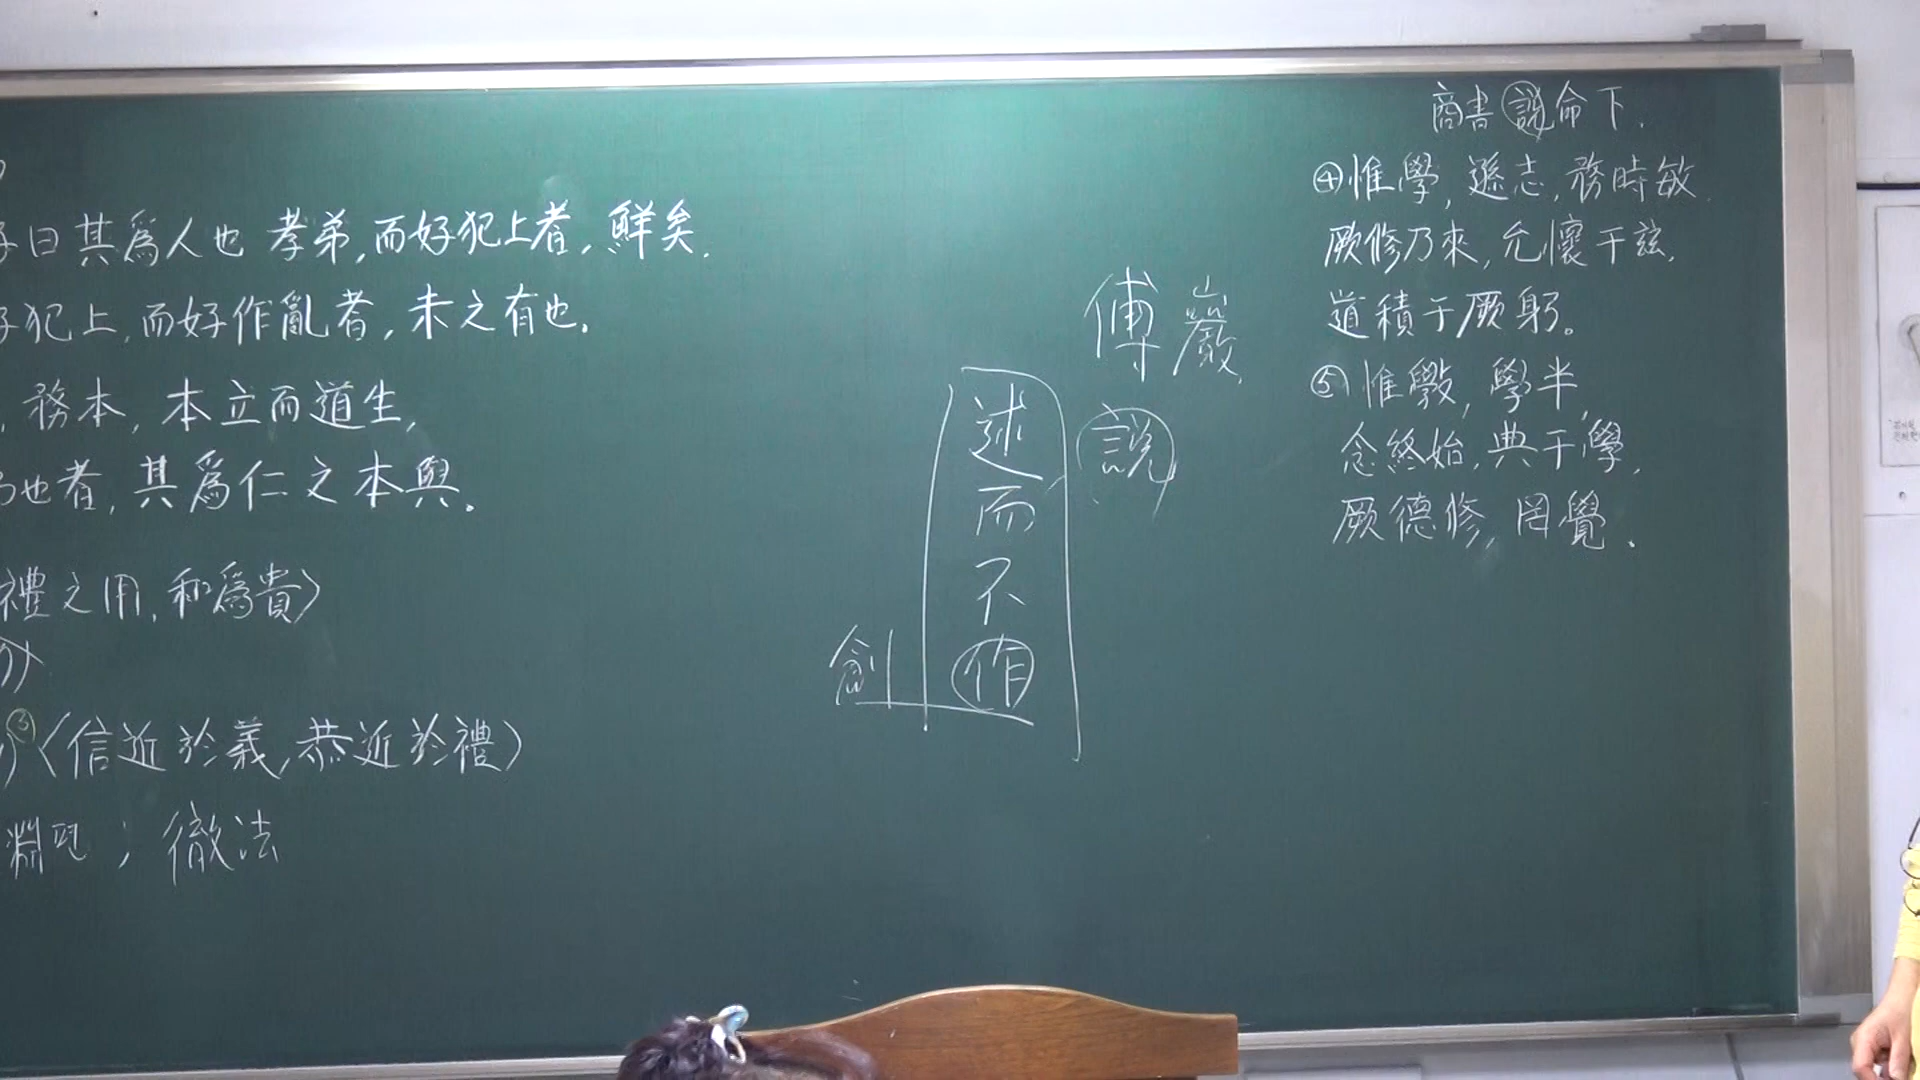 子曰其爲人也孝弟,而好犯上者,鮮矣.
好犯上,而好作亂者,未之有也.
,務本,本立而道生,
也者,其爲仁之本與.
禮之用,和爲貴〉
③〈信近於義,恭近於禮〉
淵 ; 徹法
傅巖
說
述而不作
創
商書說命下.
④惟學,遜志,務時敏.
厥修乃來,允懷于茲.
道積于厥躬。
⑤惟斆,學半,
念終始,典于學,
厥德修,罔覺.